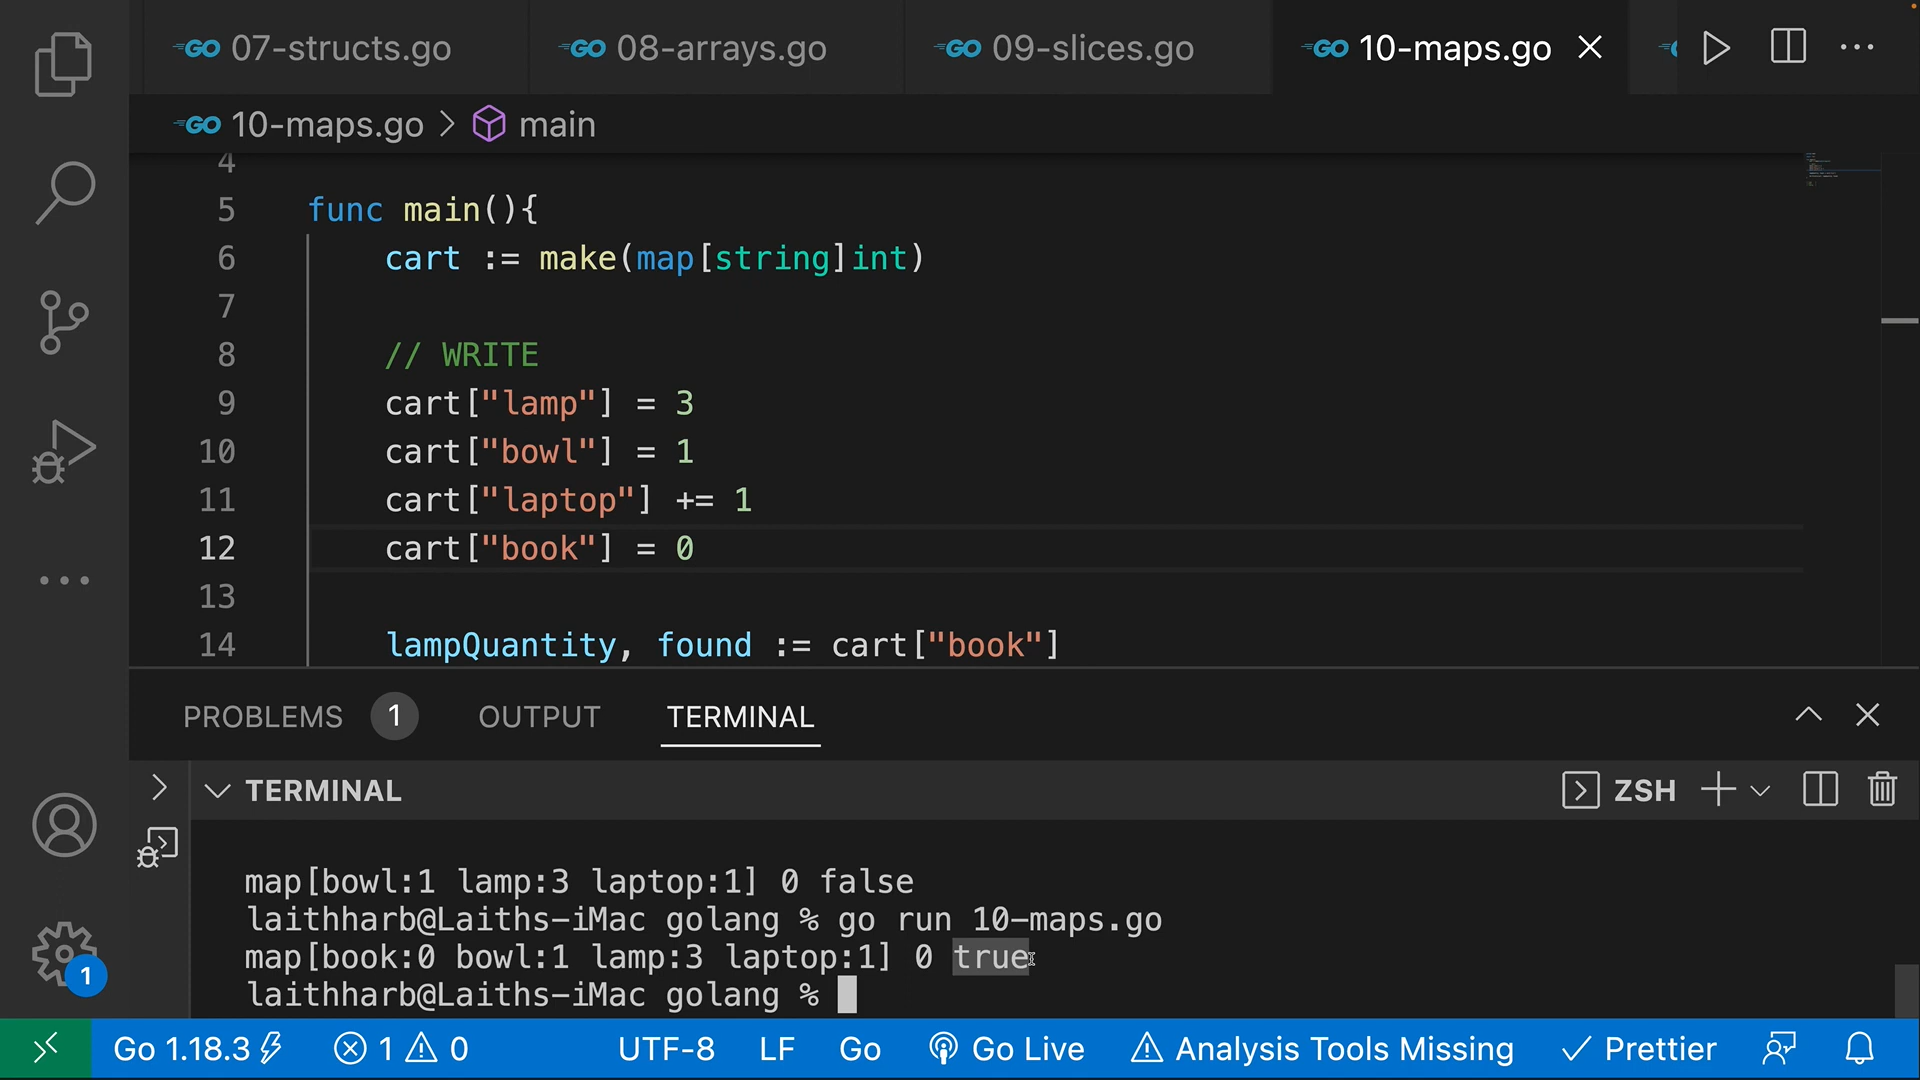 GO 07-structs.go GO 08-arrays.go GO 09-slices.go GO 10-maps.go
GO 10-maps.go > main
4
5 func main(){
6 cart := make(map[string]int)
7
8 // WRITE
9 cart["lamp"] = 3
10 cart["bowl"] = 1
11 cart["laptop"] += 1
12 cart["book"] = 0
13
14 lampQuantity, found := cart["book"]
PROBLEMS 1 OUTPUT TERMINAL
TERMINAL ZSH
map[bowl:1 lamp:3 laptop:1] 0 false
laithharb@Laiths-iMac golang % go run 10-maps.go
map[book:0 bowl:1 lamp:3 laptop:1] 0 true
laithharb@Laiths-iMac golang %
1
Go 1.18.3 1 0 UTF-8 LF Go Go Live Analysis Tools Missing Prettier